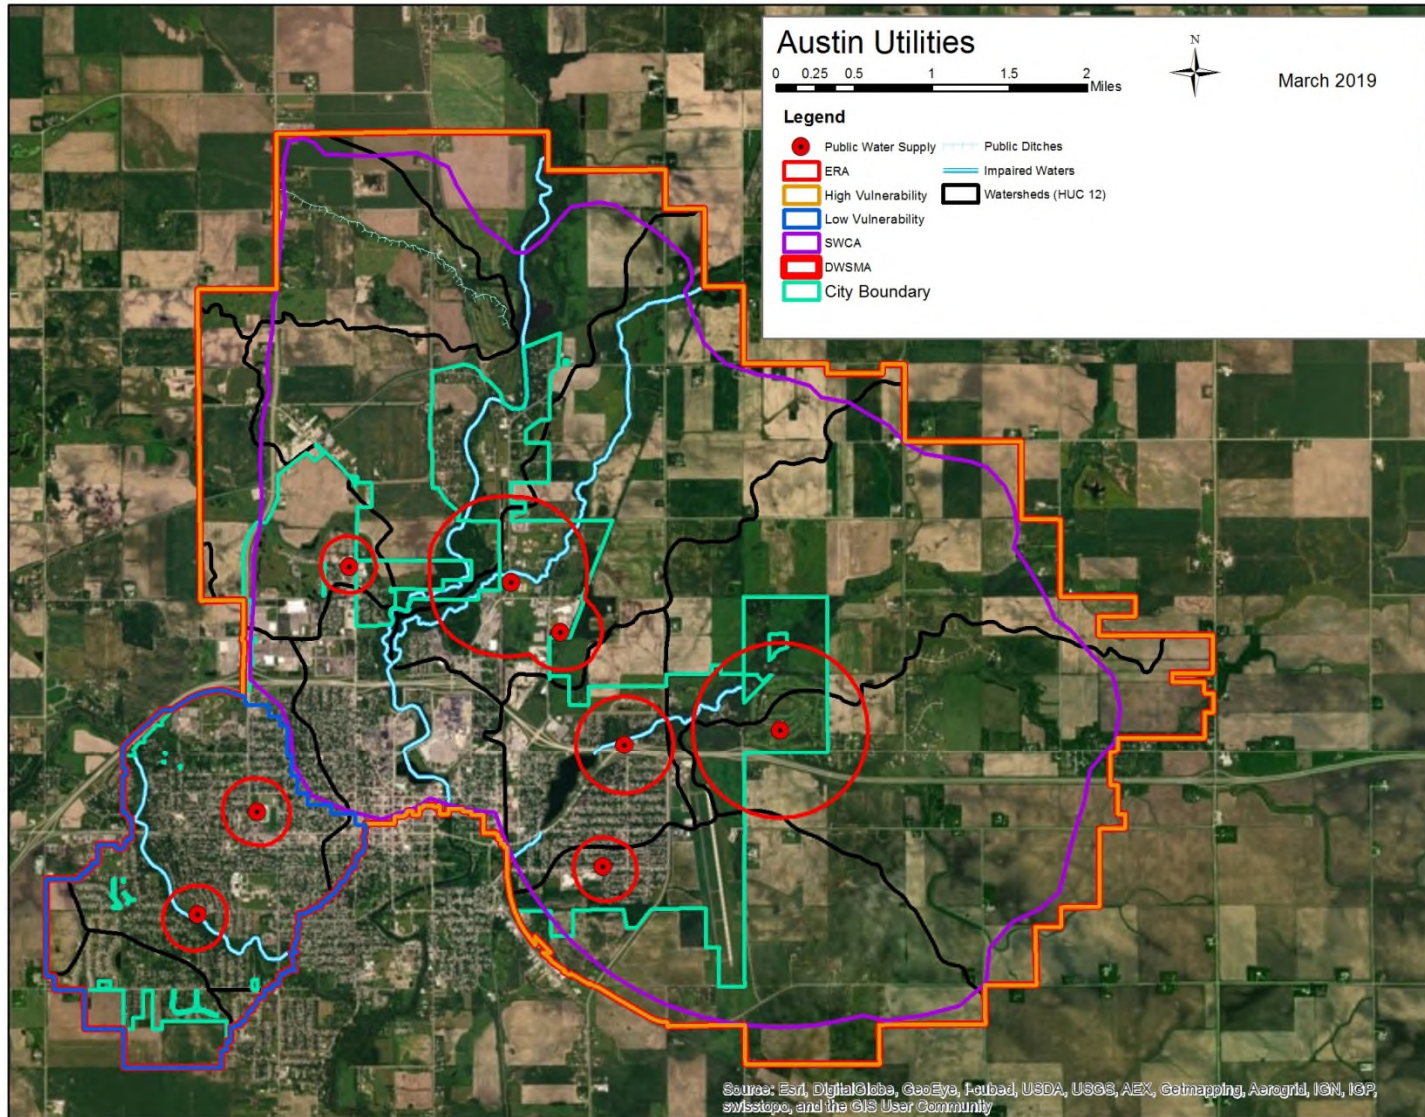 Austin Utilities
N
March 2019
0 0.25 0.5 1 1.5 2
Miles
Legend
Public Water Supply
Public Ditches
ERA
Impaired Waters
High Vulnerability
Watersheds (HUC 12)
Low Vulnerability
SWCA
DWSMA
City Boundary
Source: Esri, DigitalGlobe, GeoEye, i-cubed, USDA, USGS, AEX, Getmapping, Aerogrid, IGN, IGP,
swisstopo, and the GIS User Community